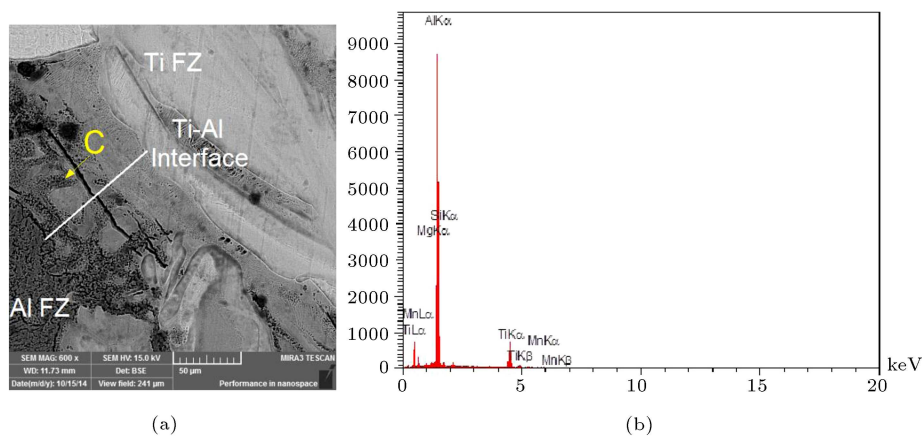 Ti FZ
Ti-Al
Interface
C
Al FZ
SEM MAG: 600 x
SEM HV: 15.0 kV
MIRA3 TESCAN
WD: 11.73 mm
Det: BSE
50 µm
Date(m/d/y): 10/15/14
View field: 241 µm
Performance in nanospace
(a)
AlKα
9000
8000
7000
6000
5000
SiKα
MgKα
4000
3000
9000
MnLα
TiKα
MnKα
1000
TiLα
TiKβ
MnKβ
0
0
5
10
15
20
keV
(b)